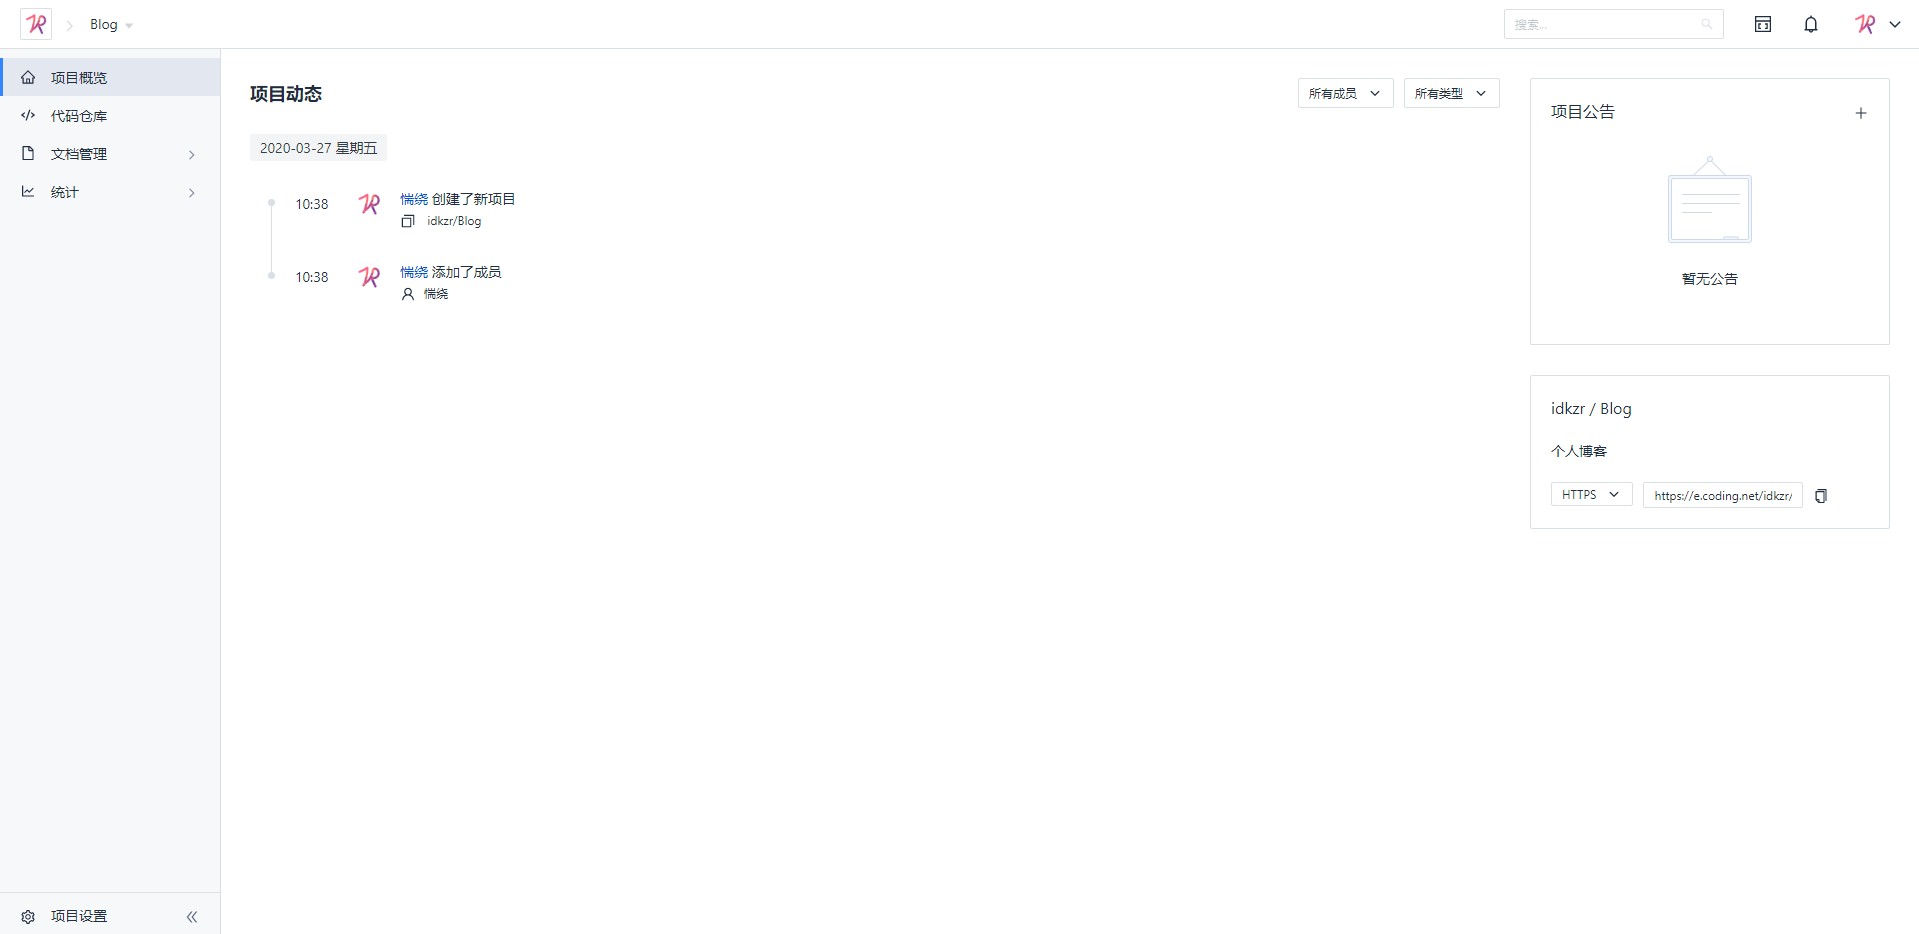 Blog
搜索...
项目概览
代码仓库
文档管理
统计
项目设置
项目动态
所有成员
所有类型
2020-03-27 星期五
10:38
惴绕 创建了新项目
idkzr/Blog
10:38
惴绕 添加了成员
惴绕
项目公告
暂无公告
idkzr / Blog
个人博客
HTTPS
https://e.coding.net/idkzr/